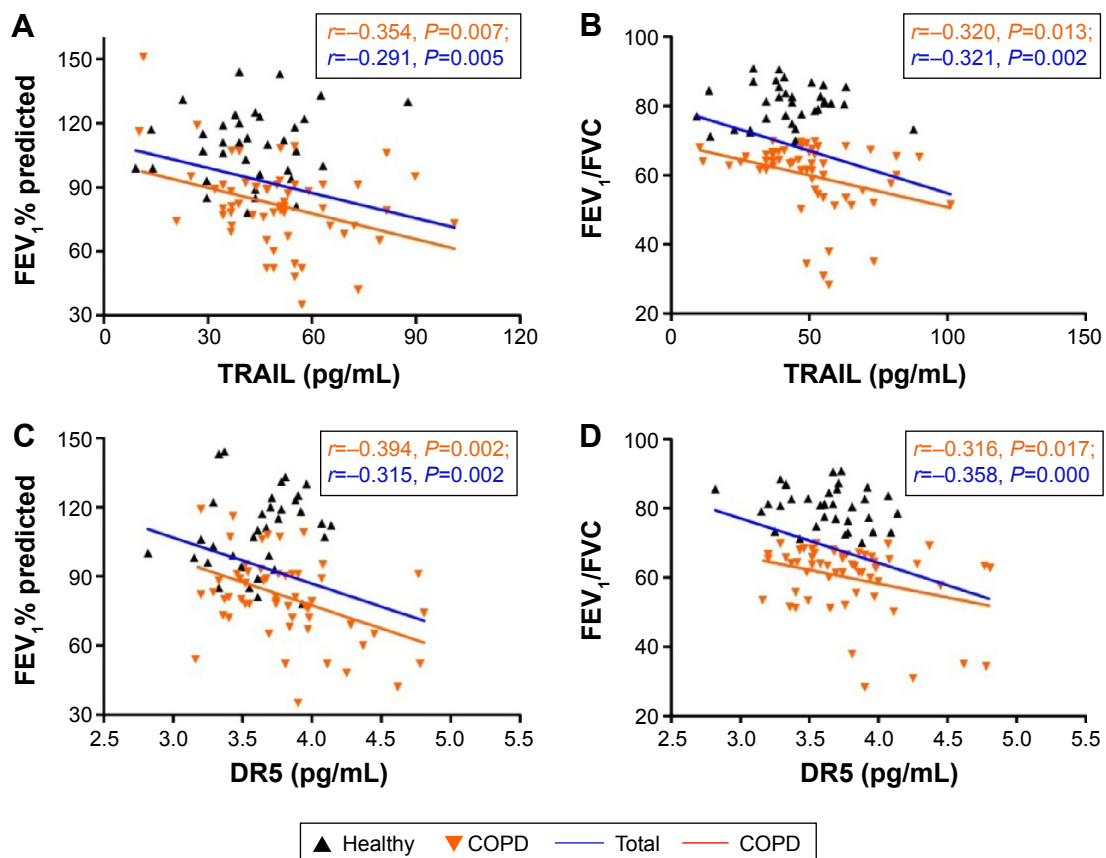 A
r=–0.354, P=0.007;
r=–0.291, P=0.005
FEV1% predicted
150
120
90
60
30
0 30 60 90 120
TRAIL (pg/mL)
B
r=–0.320, P=0.013;
r=–0.321, P=0.002
FEV1/FVC
100
80
60
40
20
0 50 100 150
TRAIL (pg/mL)
C
r=–0.394, P=0.002;
r=–0.315, P=0.002
FEV1% predicted
150
120
90
60
30
2.5 3.0 3.5 4.0 4.5 5.0 5.5
DR5 (pg/mL)
D
r=–0.316, P=0.017;
r=–0.358, P=0.000
FEV1/FVC
100
80
60
40
20
2.5 3.0 3.5 4.0 4.5 5.0 5.5
DR5 (pg/mL)
Healthy COPD Total COPD